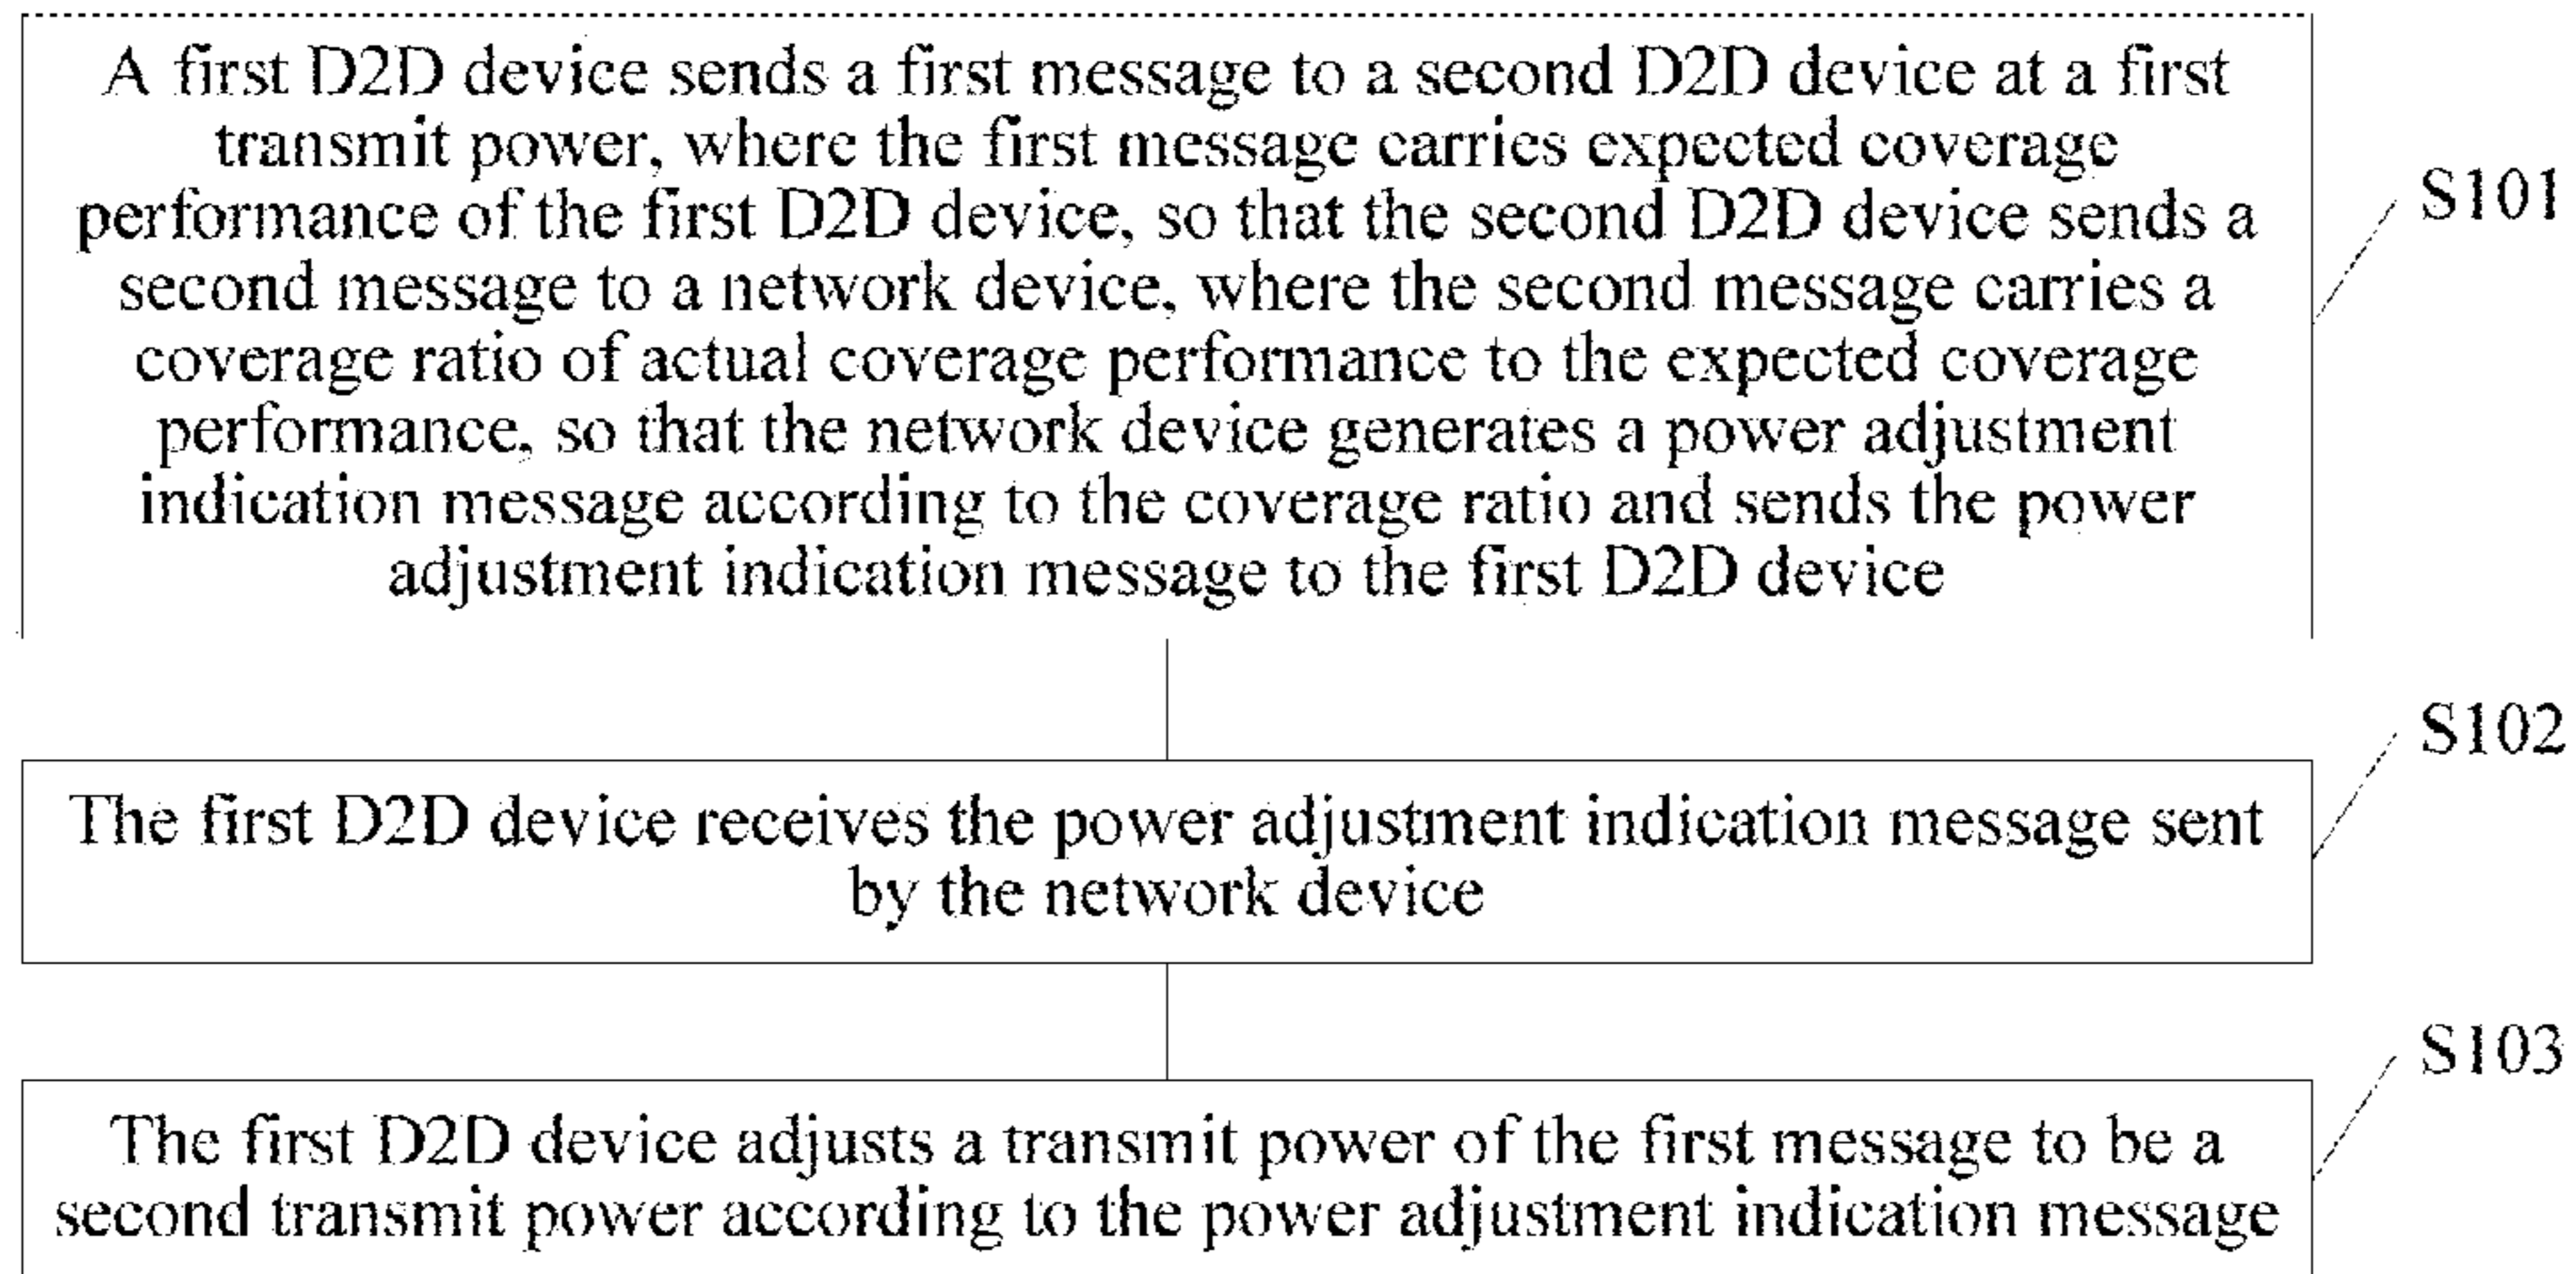 A first D2D device sends a first message to a second D2D device at a first
transmit power, where the first message carries expected coverage
performance of the first D2D device, so that the second D2D device sends a
second message to a network device, where the second message carries a
coverage ratio of actual coverage performance to the expected coverage
performance, so that the network device generates a power adjustment
indication message according to the coverage ratio and sends the power
adjustment indication message to the first D2D device
S101
The first D2D device receives the power adjustment indication message sent
by the network device
S102
The first D2D device adjusts a transmit power of the first message to be a
second transmit power according to the power adjustment indication message
S103